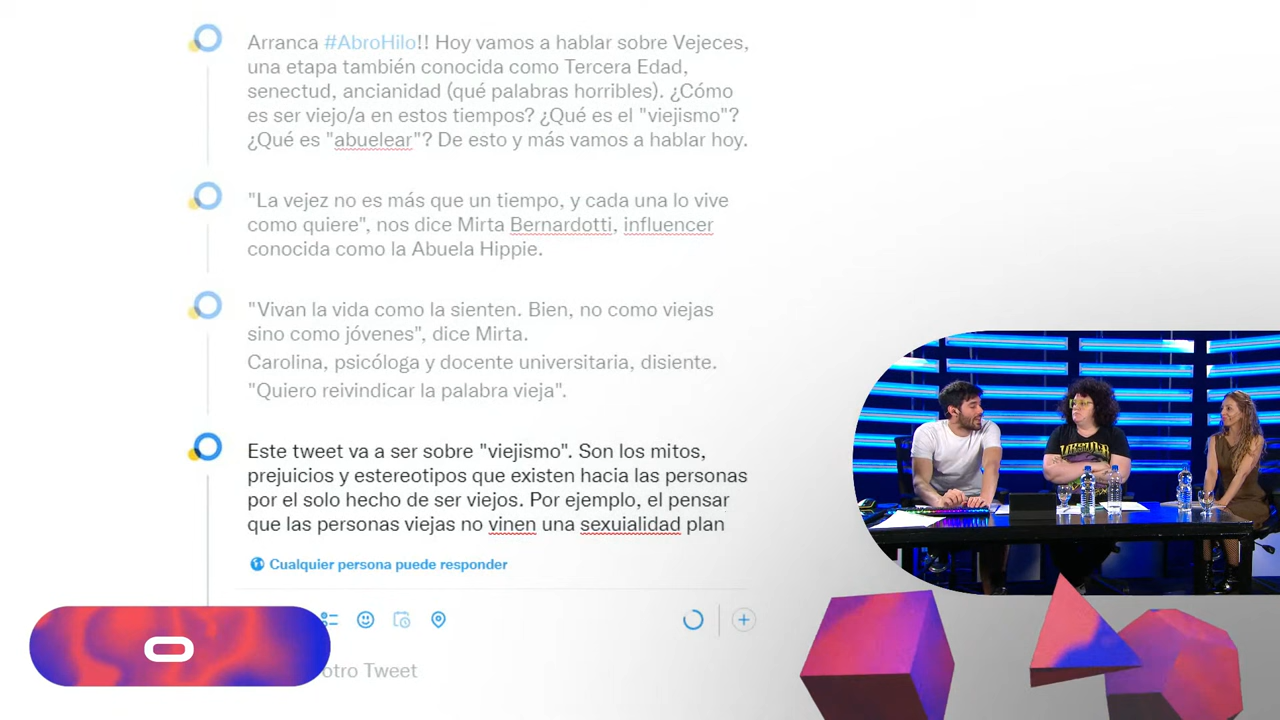 Arranca #AbroHilo!! Hoy vamos a hablar sobre Vejeces,
una etapa también conocida como Tercera Edad,
senectud, ancianidad (qué palabras horribles). ¿Cómo
es ser viejo/a en estos tiempos? ¿Qué es el "viejismo"?
¿Qué es "abuelear"? De esto y más vamos a hablar hoy.
"La vejez no es más que un tiempo, y cada una lo vive
como quiere", nos dice Mirta Bernardotti, influencer
conocida como la Abuela Hippie.
"Vivan la vida como la sienten. Bien, no como viejas
sino como jóvenes", dice Mirta.
Carolina, psicóloga y docente universitaria, disiente.
"Quiero reivindicar la palabra vieja".
Este tweet va ser sobre "viejismo". Son los mitos,
prejuicios y estereotipos que existen hacia las personas
por el solo hecho de ser viejos. Por ejemplo, el pensar
que las personas viejas no vinen una sexuialidad plan
Cualquier persona puede responder
otro Tweet